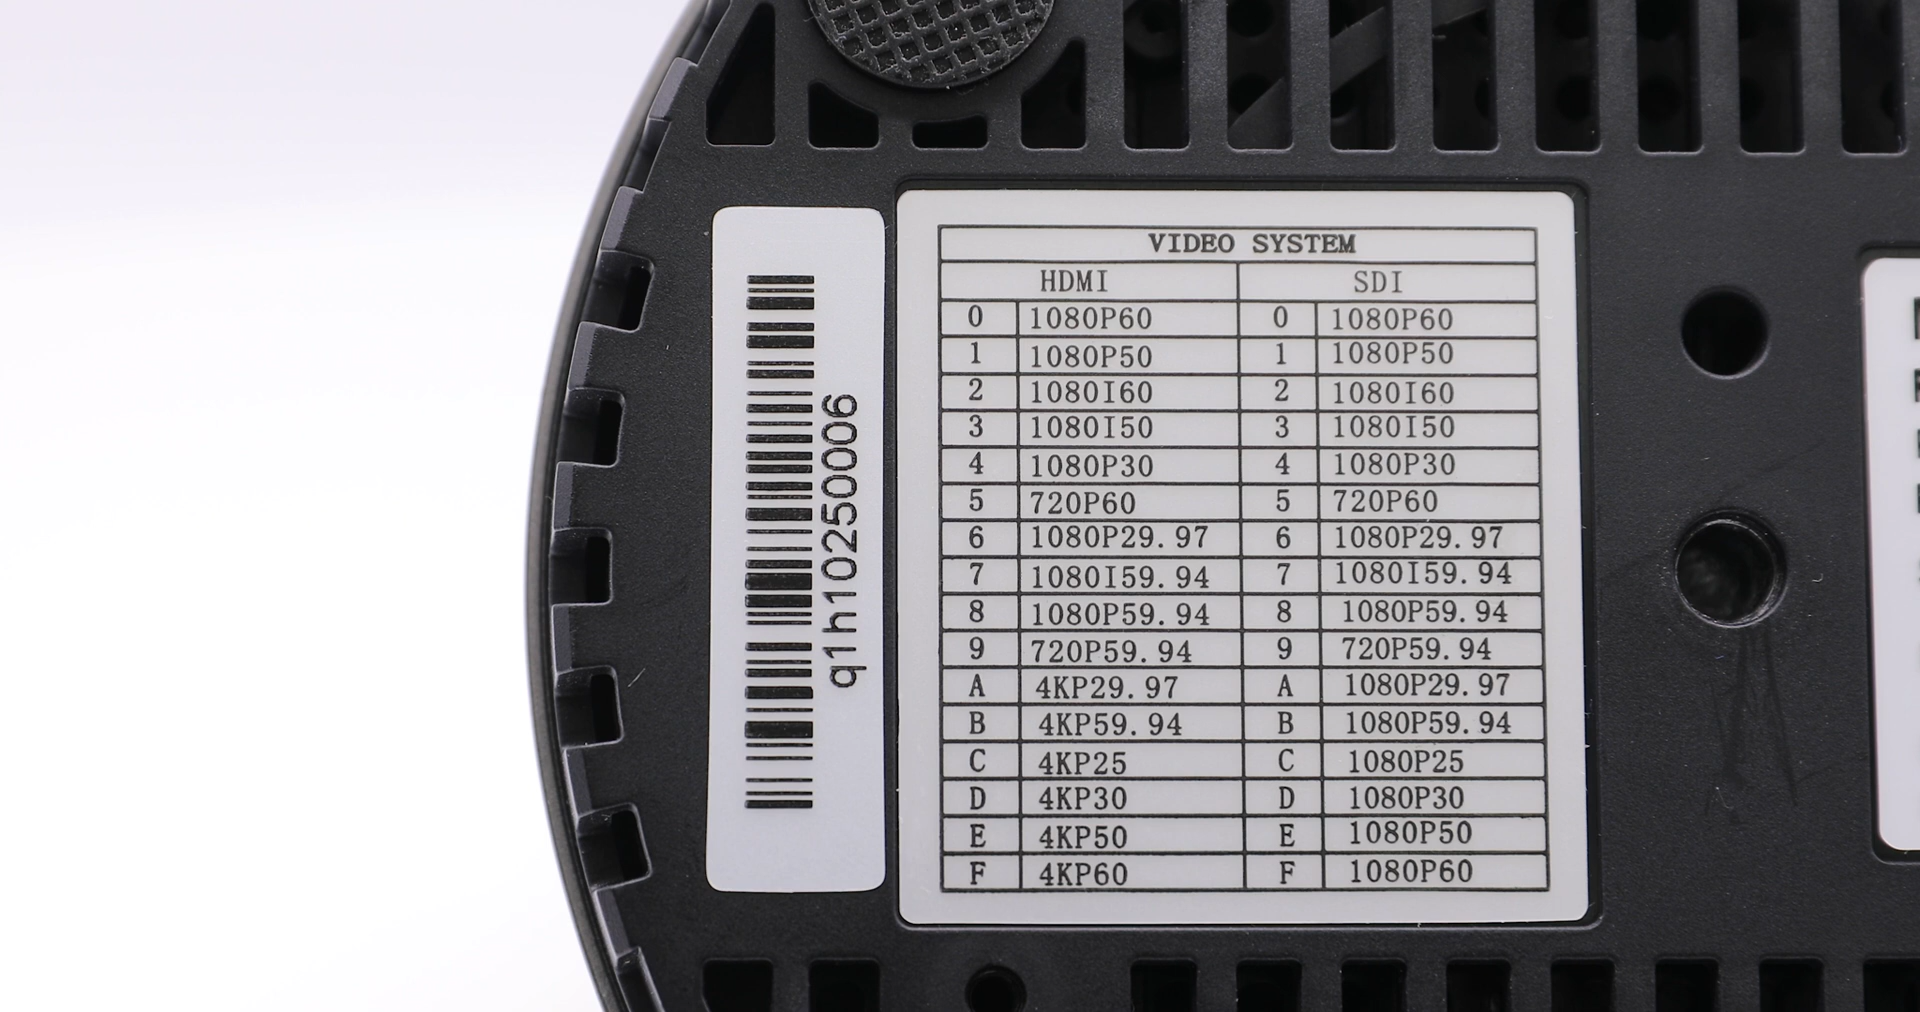 q1h10250006
VIDEO SYSTEM
HDMI SDI
0 1080P60 0 1080P60
1 1080P50 1 1080P50
2 1080I60 2 1080I60
3 1080I50 3 1080I50
4 1080P30 4 1080P30
5 720P60 5 720P60
6 1080P29.97 6 1080P29.97
7 1080I59.94 7 1080I59.94
8 1080P59.94 8 1080P59.94
9 720P59.94 9 720P59.94
A 4KP29.97 A 1080P29.97
B 4KP59.94 B 1080P59.94
C 4KP25 C 1080P25
D 4KP30 D 1080P30
E 4KP50 E 1080P50
F 4KP60 F 1080P60